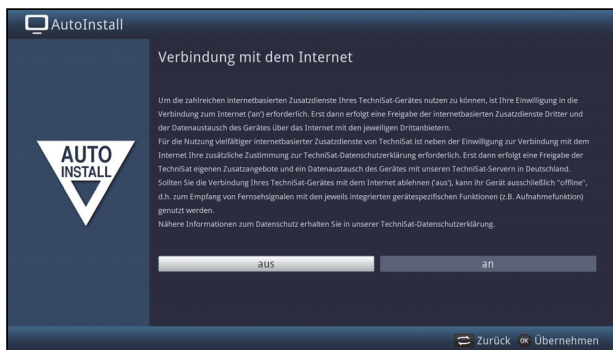 AutoInstall
Verbindung mit dem Internet
Um die zahlreichen internetbasierten Zusatzdienste Ihres TechniSat-Gerätes nutzen zu können, ist Ihre Einwilligung in die
Verbindung zum Internet ('an') erforderlich. Erst dann erfolgt eine Freigabe der internetbasierten Zusatzdienste Dritter und
der Datenaustausch des Gerätes über das Internet mit den jeweiligen Drittanbietern.
Für die Nutzung vielfältiger internetbasierter Zusatzdienste von TechniSat ist neben der Einwilligung zur Verbindung mit dem
Internet Ihre zusätzliche Zustimmung zur TechniSat-Datenschutzerklärung erforderlich. Erst dann erfolgt eine Freigabe der
TechniSat eigenen Zusatzangebote und ein Datenaustausch des Gerätes mit unseren TechniSat-Servern in Deutschland.
Sollten Sie die Verbindung Ihres TechniSat-Gerätes mit dem Internet ablehnen ('aus'), kann ihr Gerät ausschließlich "offline",
d.h. zum Empfang von Fernsehsignalen mit den jeweils integrierten gerätespezifischen Funktionen (z.B. Aufnahmefunktion)
genutzt werden.
Nähere Informationen zum Datenschutz erhalten Sie in unserer TechniSat-Datenschutzerklärung.
AUTO
INSTALL
aus
an
Zurück OK Übernehmen